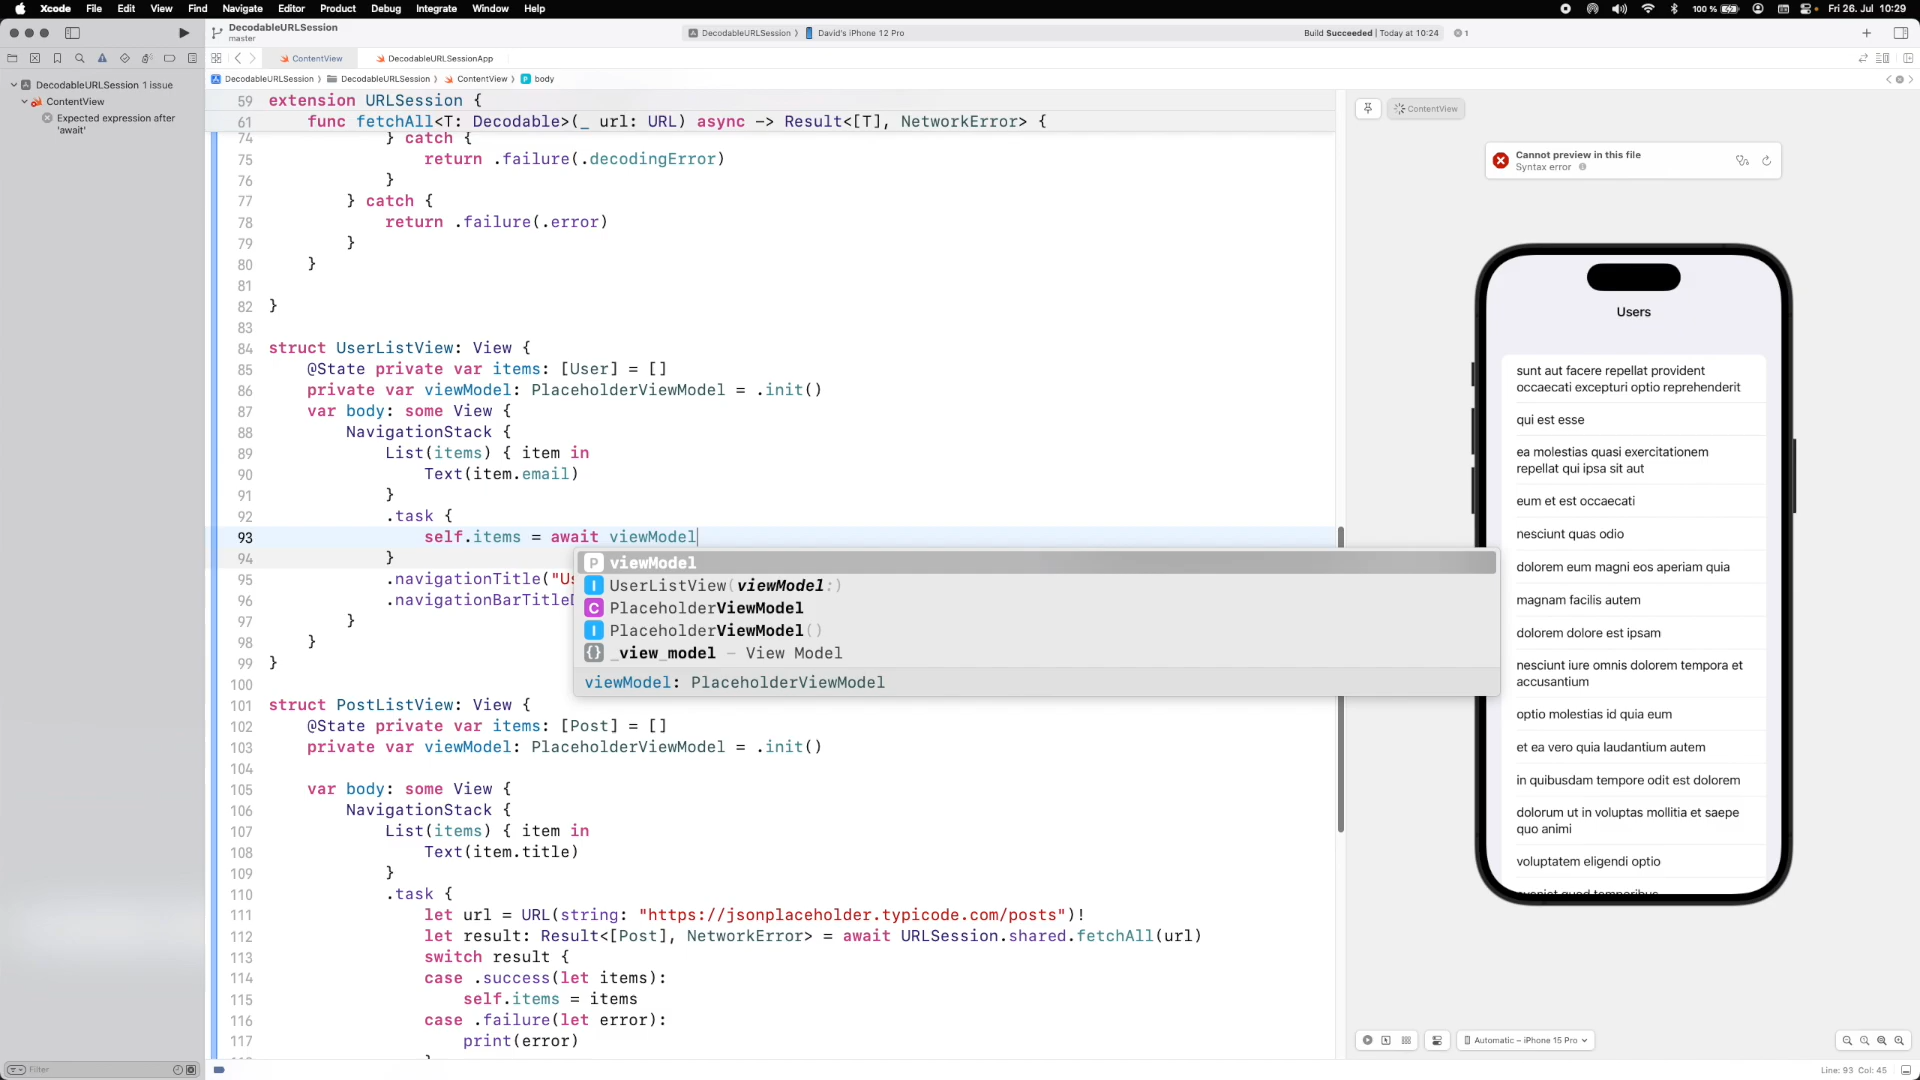 Xcode File Edit View Find Navigate Editor Product Debug Integrate Window Help
100 % Fri 26. Jul 10:29
DecodableURLSession
master
DecodableURLSession 〉 David's iPhone 12 Pro
Build Succeeded | Today at 10:24 1
ContentView DecodableURLSessionApp
DecodableURLSession 〉 DecodableURLSession 〉 ContentView 〉 P body
DecodableURLSession 1 issue
ContentView
Expected expression after
'await'
Filter
59 extension URLSession {
61 func fetchAll<T: Decodable>(_ url: URL) async -> Result<[T], NetworkError> {
74 } catch {
75 return .failure(.decodingError)
76 }
77 } catch {
78 return .failure(.error)
79 }
80 }
81
82 }
83
84 struct UserListView: View {
85 @State private var items: [User] = []
86 private var viewModel: PlaceholderViewModel = .init()
87 var body: some View {
88 NavigationStack {
89 List(items) { item in
90 Text(item.email)
91 }
92 .task {
93 self.items = await viewModel
94 }
95 .navigationTitle("Us
96 .navigationBarTitleD
97 }
98 }
99 }
100
101 struct PostListView: View {
102 @State private var items: [Post] = []
103 private var viewModel: PlaceholderViewModel = .init()
104
105 var body: some View {
106 NavigationStack {
107 List(items) { item in
108 Text(item.title)
109 }
110 .task {
111 let url = URL(string: "https://jsonplaceholder.typicode.com/posts")!
112 let result: Result<[Post], NetworkError> = await URLSession.shared.fetchAll(url)
113 switch result {
114 case .success(let items):
115 self.items = items
116 case .failure(let error):
117 print(error)
P viewModel
I UserListView(viewModel:)
C PlaceholderViewModel
I PlaceholderViewModel()
{} _view_model – View Model
viewModel: PlaceholderViewModel
ContentView
Cannot preview in this file
Syntax error
Users
sunt aut facere repellat provident
occaecati excepturi optio reprehenderit
qui est esse
ea molestias quasi exercitationem
repellat qui ipsa sit aut
eum et est occaecati
nesciunt quas odio
dolorem eum magni eos aperiam quia
magnam facilis autem
dolorem dolore est ipsam
nesciunt iure omnis dolorem tempora et
accusantium
optio molestias id quia eum
et ea vero quia laudantium autem
in quibusdam tempore odit est dolorem
dolorum ut in voluptas mollitia et saepe
quo animi
voluptatem eligendi optio
Automatic – iPhone 15 Pro
Line: 93 Col: 45